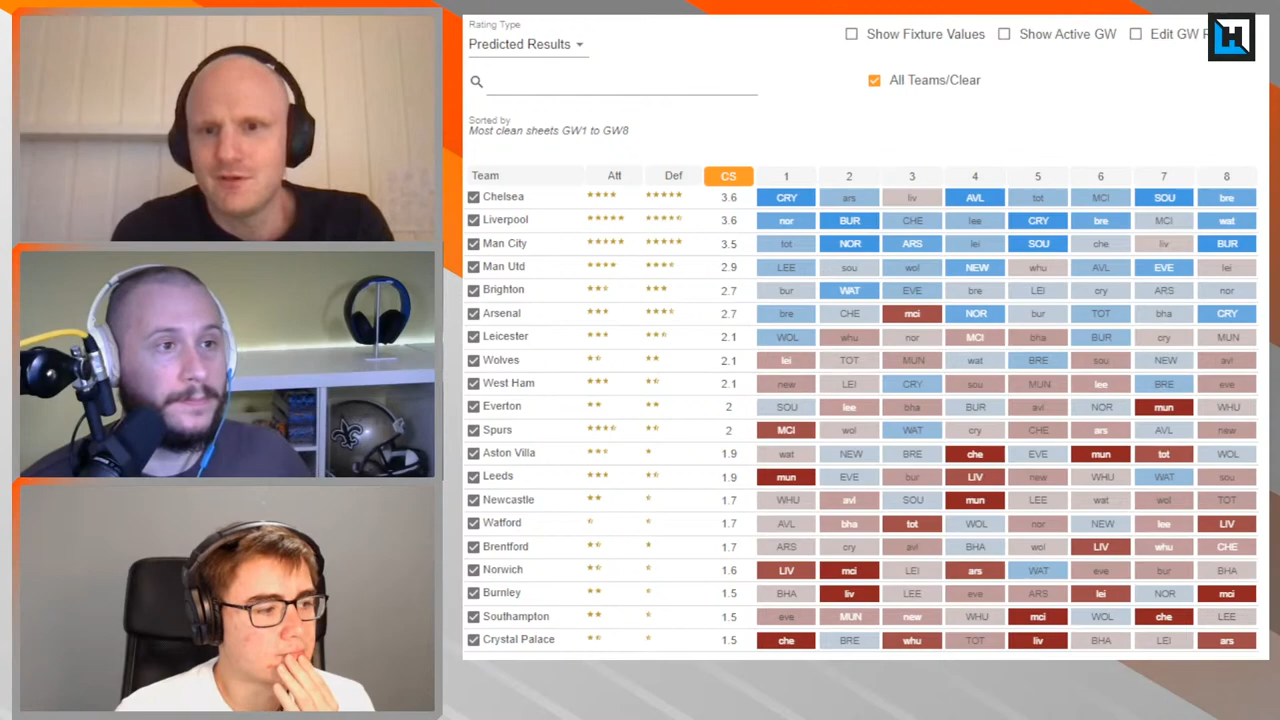 Rating Type
Predicted Results
Show Fixture Values Show Active GW Edit GW
All Teams/Clear
Sorted by
Most clean sheets GW1 to GW8
Team Att Def CS 1 2 3 4 5 6 7 8
Chelsea 3.6 CRY ars liv AVL tot MCI SOU bre
Liverpool 3.6 nor BUR CHE lee CRY bre MCI wat
Man City 3.5 tot NOR ARS lei SOU che liv BUR
Man Utd 2.9 LEE sou wol NEW whu AVL EVE lei
Brighton 2.7 bur WAT EVE bre LEI cry ARS nor
Arsenal 2.7 bre CHE mci NOR bur TOT bha CRY
Leicester 2.1 WOL whu nor MCI bha BUR cry MUN
Wolves 2.1 lei TOT MUN wat BRE sou NEW avl
West Ham 2.1 new LEI CRY sou MUN lee BRE eve
Everton 2 SOU lee bha BUR avl NOR mun WHU
Spurs 2 MCI wol WAT cry CHE ars AVL new
Aston Villa 1.9 wat NEW BRE che EVE mun tot WOL
Leeds 1.9 mun EVE bur LIV new WHU WAT sou
Newcastle 1.7 WHU avl SOU mun LEE wat wol TOT
Watford 1.7 AVL bha tot WOL nor NEW lee LIV
Brentford 1.7 ARS cry avl BHA wol LIV whu CHE
Norwich 1.6 LIV mci LEI ars WAT eve bur BHA
Burnley 1.5 BHA liv LEE eve ARS lei NOR mci
Southampton 1.5 eve MUN new WHU mci WOL che LEE
Crystal Palace 1.5 che BRE whu TOT liv BHA LEI ars